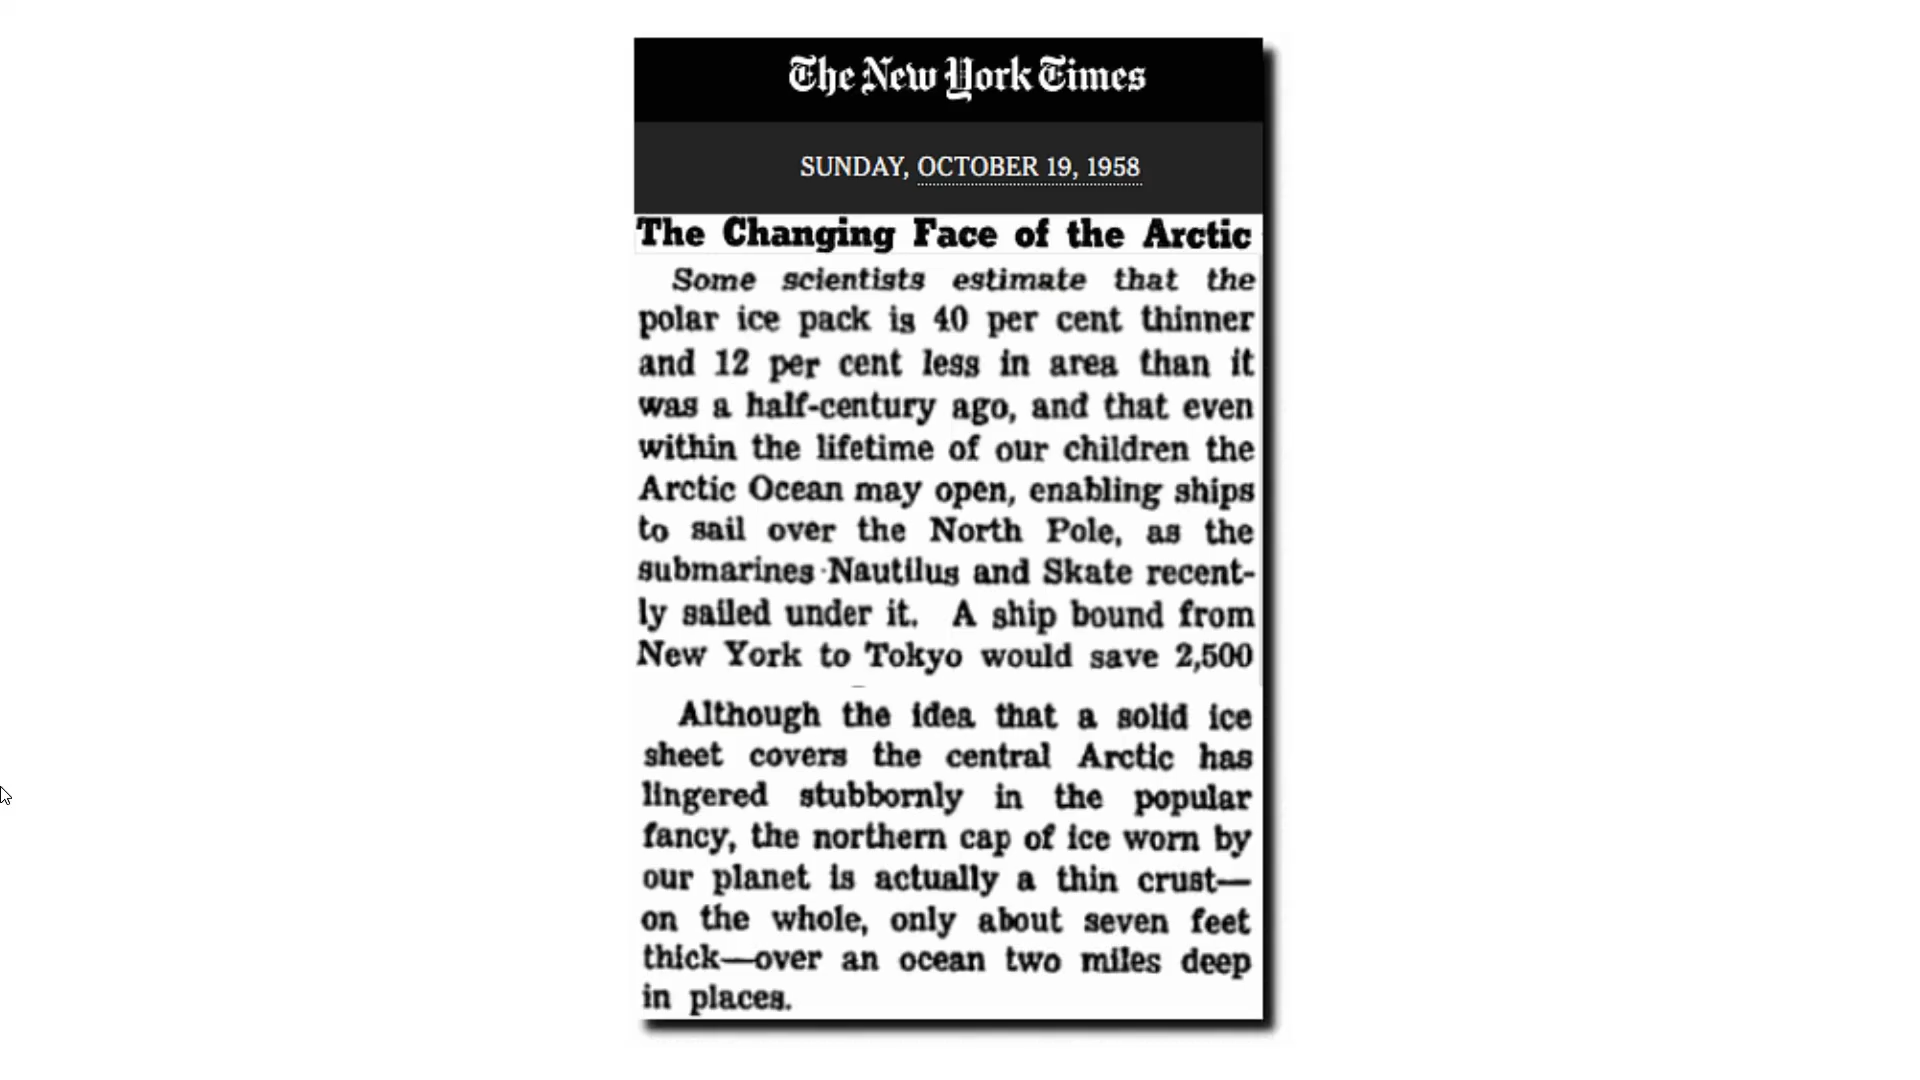 The New York Times
SUNDAY, OCTOBER 19, 1958
The Changing Face of the Arctic
Some scientists estimate that the
polar ice pack is 40 per cent thinner
and 12 per cent less in area than it
was a half-century ago, and that even
within the lifetime of our children the
Arctic Ocean may open, enabling ships
to sail over the North Pole, as the
submarines Nautilus and Skate recent-
ly sailed under it. A ship bound from
New York to Tokyo would save 2,500
Although the idea that a solid ice
sheet covers the central Arctic has
lingered stubbornly in the popular
fancy, the northern cap of ice worn by
our planet is actually a thin crust—
on the whole, only about seven feet
thick—over an ocean two miles deep
in places.